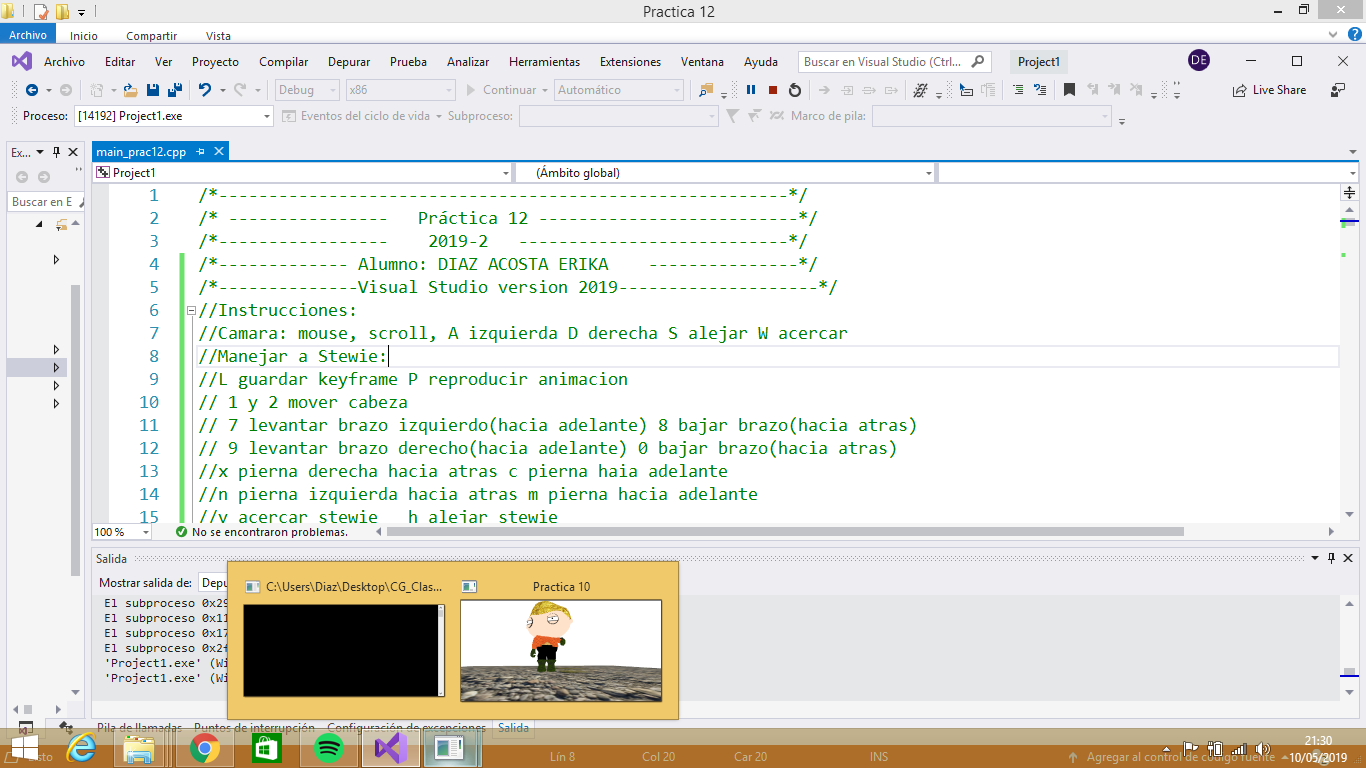 Practica 12
Archivo Inicio Compartir Vista
Archivo Editar Ver Proyecto Compilar Depurar Prueba Analizar Herramientas Extensiones Ventana Ayuda Buscar en Visual Studio (Ctrl... Project1 DE
Debug x86 Continuar Automático Live Share
Proceso: [14192] Project1.exe Eventos del ciclo de vida Subproceso: Marco de pila:
Ex... main_prac12.cpp
Project1 (Ámbito global)
Buscar en E
1 /*---------------------------------------------------------*/
2 /* ---------------- Práctica 12 --------------------------*/
3 /*----------------- 2019-2 ---------------------------*/
4 /*------------- Alumno: DIAZ ACOSTA ERIKA ---------------*/
5 /*--------------Visual Studio version 2019--------------------*/
6 //Instrucciones:
7 //Camara: mouse, scroll, A izquierda D derecha S alejar W acercar
8 //Manejar a Stewie:
9 //L guardar keyframe P reproducir animacion
10 // 1 y 2 mover cabeza
11 // 7 levantar brazo izquierdo(hacia adelante) 8 bajar brazo(hacia atras)
12 // 9 levantar brazo derecho(hacia adelante) 0 bajar brazo(hacia atras)
13 //x pierna derecha hacia atras c pierna haia adelante
14 //n pierna izquierda hacia atras m pierna hacia adelante
15 //y acercar stewie h alejar stewie
100 % No se encontraron problemas.
Salida
Mostrar salida de: Depu
El subproceso 0x29
El subproceso 0x11
El subproceso 0x17
El subproceso 0x2f
'Project1.exe' (Wi
'Project1.exe' (Wi
C:\Users\Diaz\Desktop\CG_Clas... Practica 10
Pila de llamadas Puntos de interrupción Configuración de excepciones Salida
Lín 8 Col 20 Car 20 INS Agregar al control de código fuente
21:30
10/05/2019